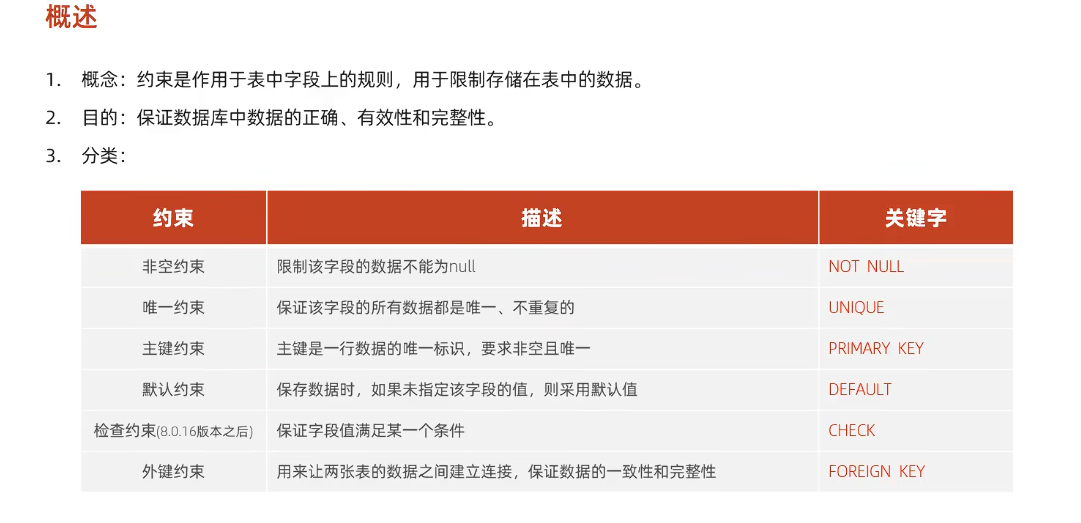 概述
1. 概念：约束是作用于表中字段上的规则，用于限制存储在表中的数据。
2. 目的：保证数据库中数据的正确、有效性和完整性。
3. 分类：
约束 描述 关键字
非空约束 限制该字段的数据不能为null NOT NULL
唯一约束 保证该字段的所有数据都是唯一、不重复的 UNIQUE
主键约束 主键是一行数据的唯一标识，要求非空且唯一 PRIMARY KEY
默认约束 保存数据时，如果未指定该字段的值，则采用默认值 DEFAULT
检查约束(8.0.16版本之后) 保证字段值满足某一个条件 CHECK
外键约束 用来让两张表的数据之间建立连接，保证数据的一致性和完整性 FOREIGN KEY